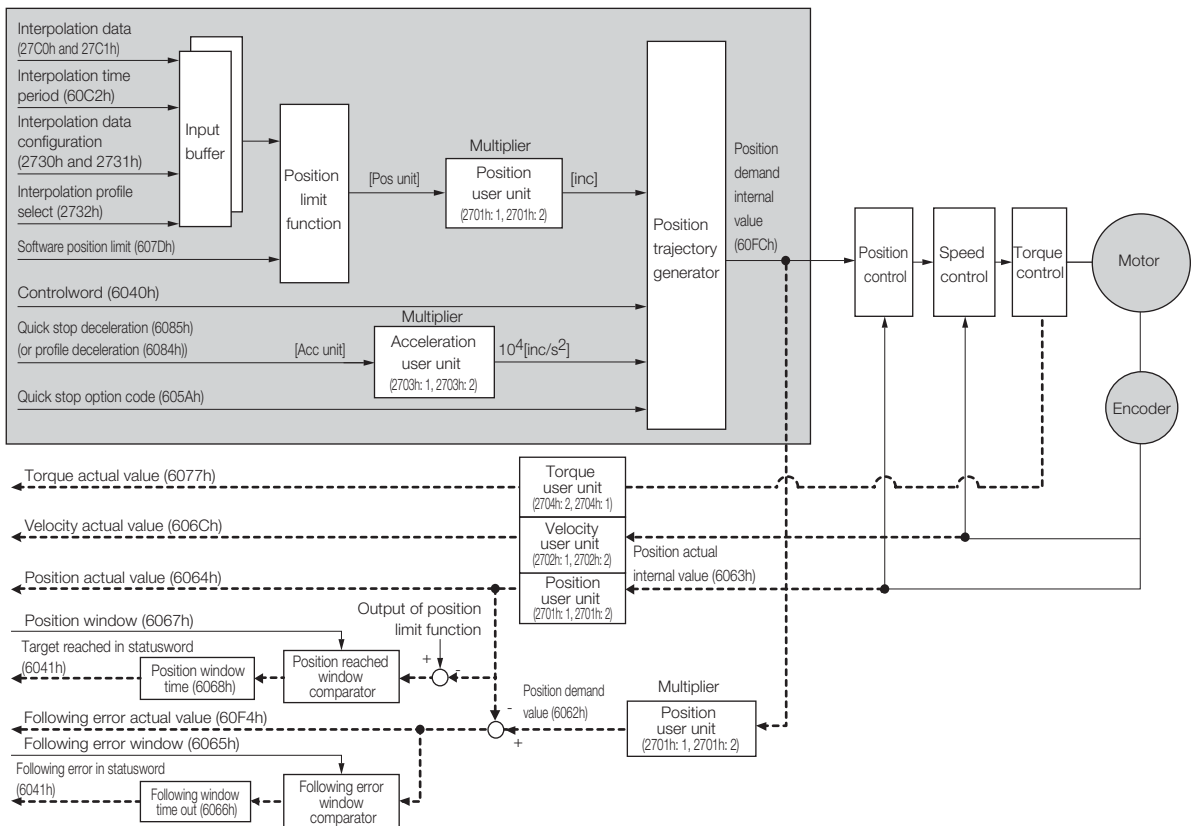 Interpolation data
(27C0h and 27C1h)
Interpolation time
period (60C2h)
Interpolation data
configuration
(2730h and 2731h)
Interpolation profile
select (2732h)
Software position limit (607Dh)
Controlword (6040h)
Quick stop deceleration (6085h)
(or profile deceleration (6084h))
Quick stop option code (605Ah)
Input
buffer
Position
limit
function
[Pos unit]
Multiplier
Position
user unit
(2701h: 1, 2701h: 2)
[inc]
[Acc unit]
Multiplier
Acceleration
user unit
(2703h: 1, 2703h: 2)
10⁴[inc/s²]
Position
trajectory
generator
Position
demand
internal
value
(60FCh)
Position
control
Speed
control
Torque
control
Motor
Encoder
Torque actual value (6077h)
Torque
user unit
(2704h: 2, 2704h: 1)
Velocity actual value (606Ch)
Velocity
user unit
(2702h: 1, 2702h: 2)
Position actual
internal value (6063h)
Position actual value (6064h)
Position
user unit
(2701h: 1, 2701h: 2)
Position window (6067h)
Output of position
limit function
Target reached in statusword
(6041h)
Position window
time (6068h)
Position reached
window
comparator
+
-
Position demand
value (6062h)
Multiplier
Position
user unit
(2701h: 1, 2701h: 2)
-
+
Following error actual value (60F4h)
Following error window (6065h)
Following error in statusword
(6041h)
Following window
time out (6066h)
Following error
window
comparator